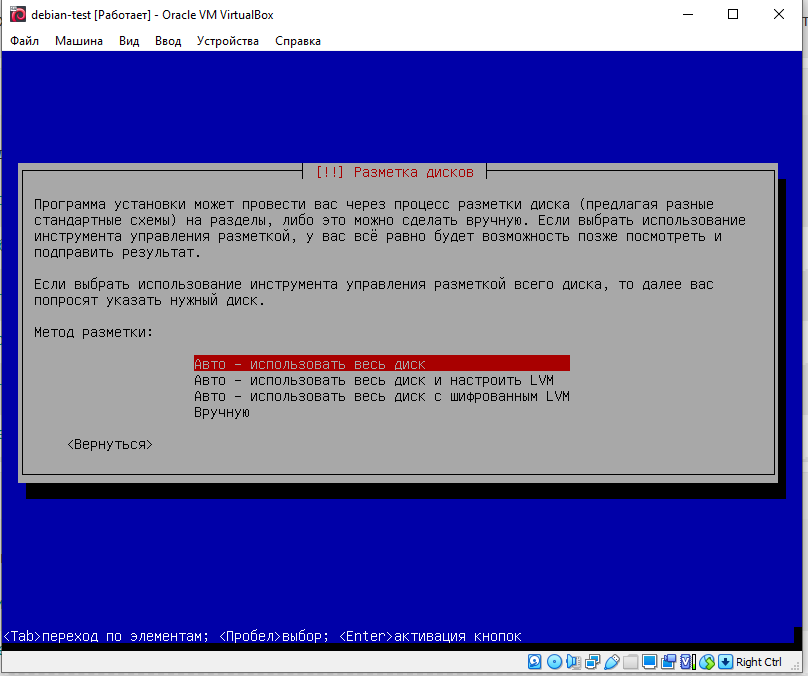 debian-test [Работает] - Oracle VM VirtualBox
Файл Машина Вид Ввод Устройства Справка
[!!] Разметка дисков
Программа установки может провести вас через процесс разметки диска (предлагая разные
стандартные схемы) на разделы, либо это можно сделать вручную. Если выбрать использование
инструмента управления разметкой, у вас всё равно будет возможность позже посмотреть и
подправить результат.
Если выбрать использование инструмента управления разметкой всего диска, то далее вас
попросят указать нужный диск.
Метод разметки:
Авто - использовать весь диск
Авто - использовать весь диск и настроить LVM
Авто - использовать весь диск с шифрованным LVM
Вручную
<Вернуться>
<Tab>переход по элементам; <Пробел>выбор; <Enter>активация кнопок
Right Ctrl